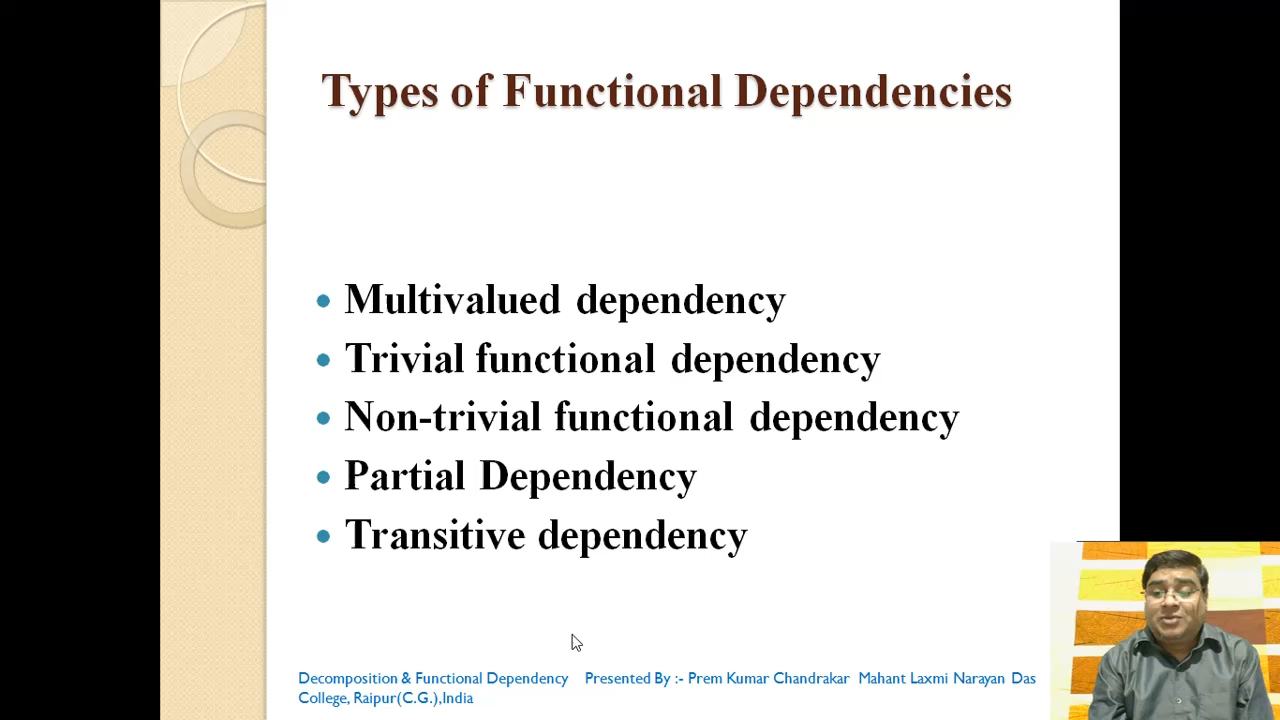 Types of Functional Dependencies
• Multivalued dependency
• Trivial functional dependency
• Non-trivial functional dependency
• Partial Dependency
• Transitive dependency
Decomposition & Functional Dependency Presented By :- Prem Kumar Chandrakar Mahant Laxmi Narayan Das
College, Raipur(C.G.),India